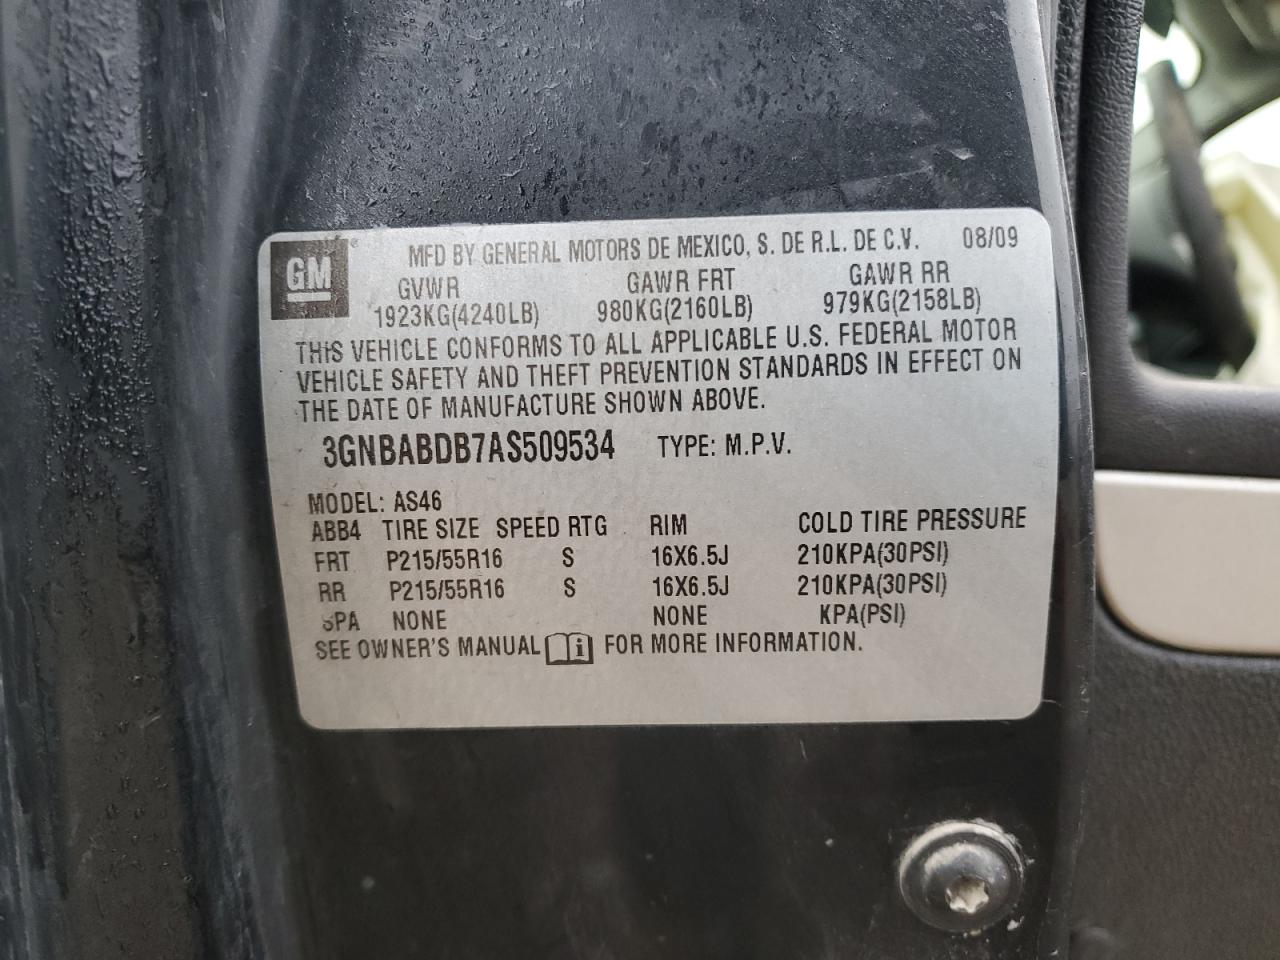 GM ® MFD BY GENERAL MOTORS DE MEXICO, S. DE R.L. DE C.V. 08/09
GVWR GAWR FRT GAWR RR
1923KG(4240LB) 980KG(2160LB) 979KG(2158LB)
THIS VEHICLE CONFORMS TO ALL APPLICABLE U.S. FEDERAL MOTOR
VEHICLE SAFETY AND THEFT PREVENTION STANDARDS IN EFFECT ON
THE DATE OF MANUFACTURE SHOWN ABOVE.
3GNBABDB7AS509534 TYPE: M.P.V.
MODEL: AS46
ABB4 TIRE SIZE SPEED RTG RIM COLD TIRE PRESSURE
FRT P215/55R16 S 16X6.5J 210KPA(30PSI)
RR P215/55R16 S 16X6.5J 210KPA(30PSI)
SPA NONE NONE KPA(PSI)
SEE OWNER'S MANUAL i FOR MORE INFORMATION.